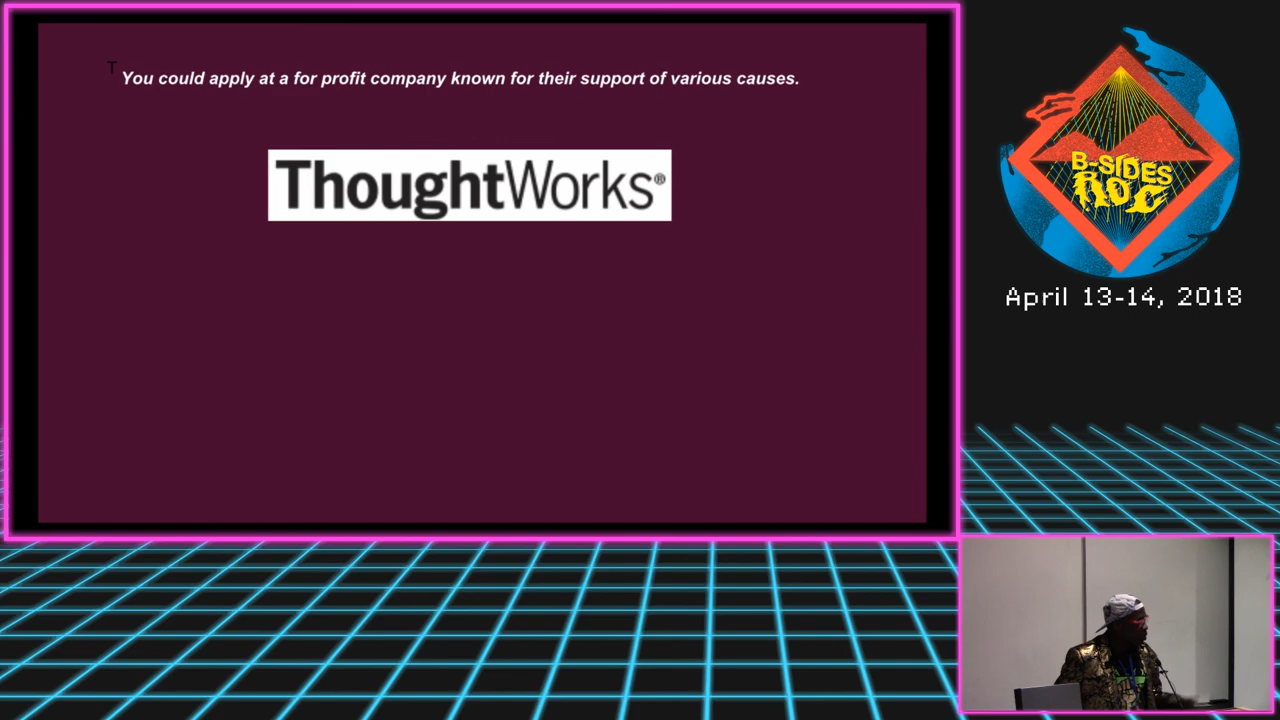 T
You could apply at a for profit company known for their support of various causes.
ThoughtWorks®
B-SIDES
ROC
April 13-14, 2018